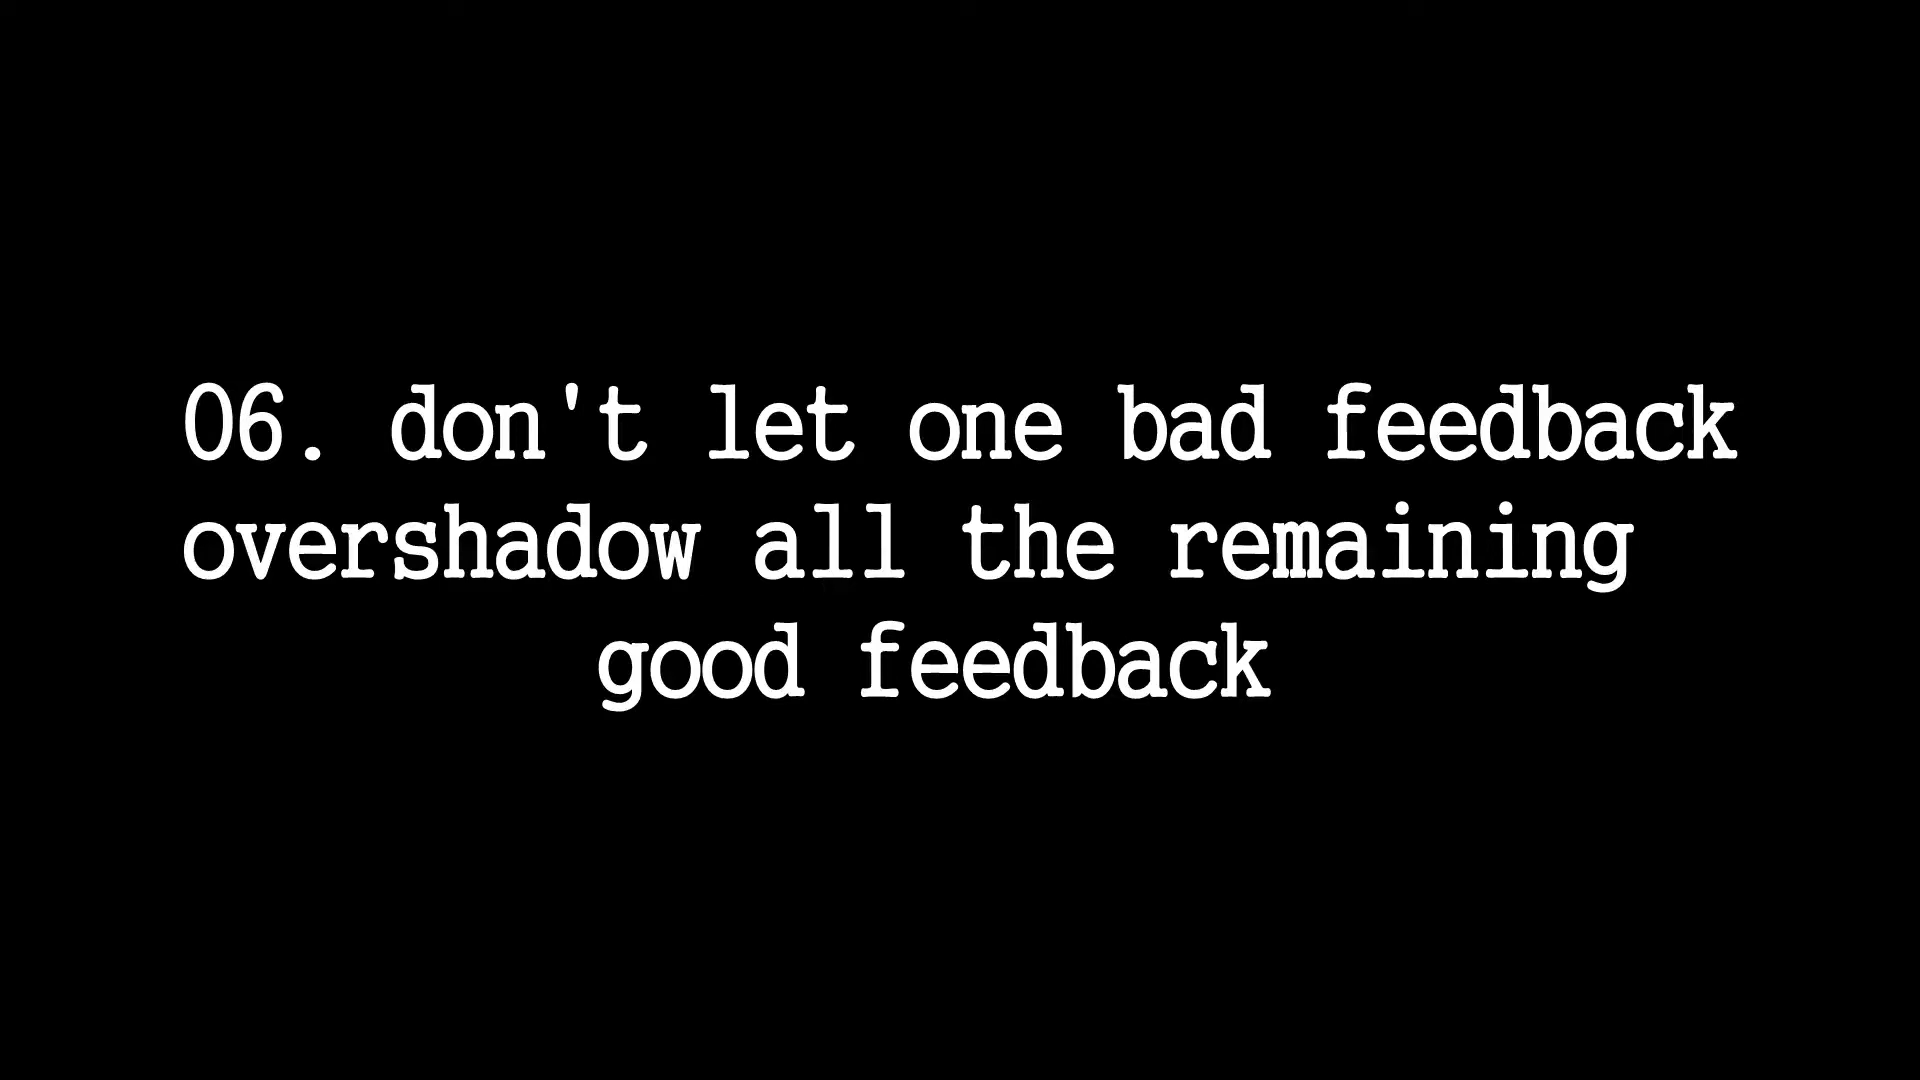 06. don't let one bad feedback
overshadow all the remaining
good feedback